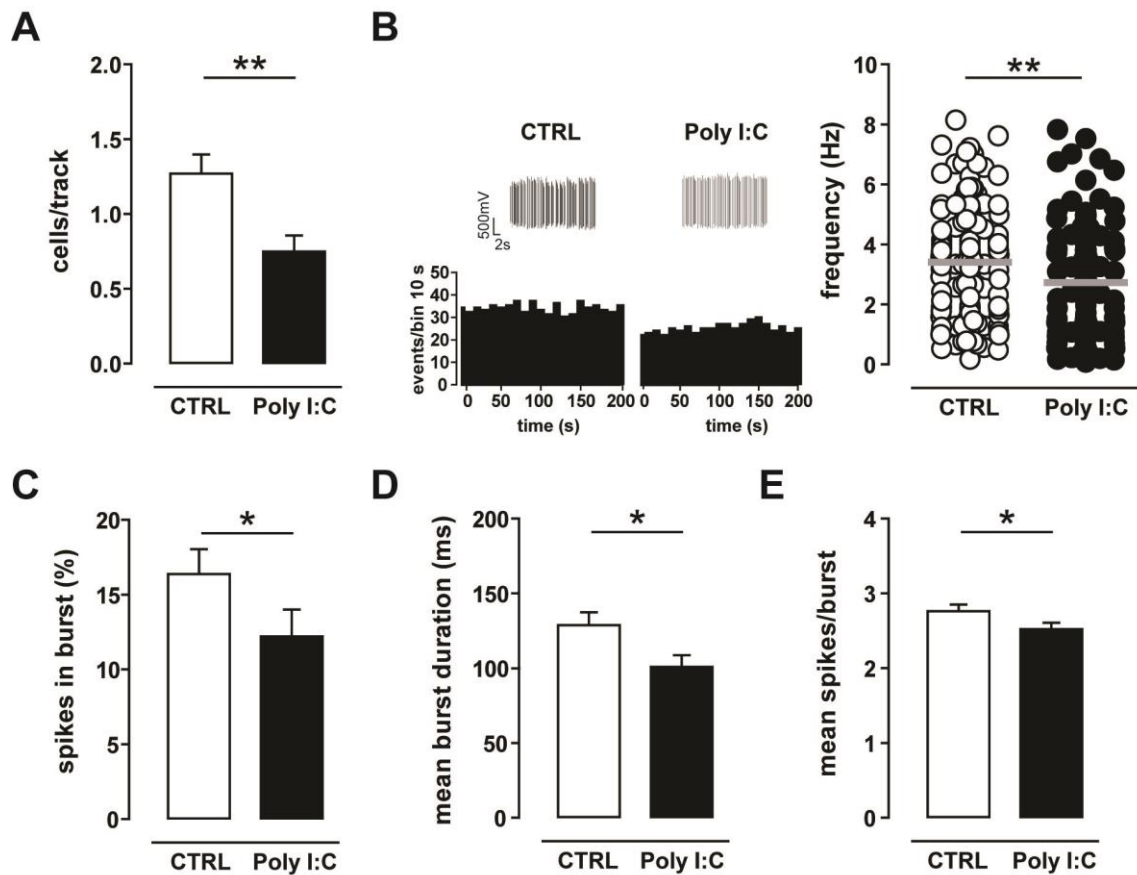 A
cells/track
2.0
1.5
1.0
0.5
0.0
**
CTRL Poly I:C
B
CTRL Poly I:C
500mV
2s
events/bin 10 s
50
40
30
20
10
0
0 50 100 150 200
time (s)
0 50 100 150 200
time (s)
frequency (Hz)
10
8
6
4
2
0
**
CTRL Poly I:C
C
spikes in burst (%)
20
15
10
5
0
*
CTRL Poly I:C
D
mean burst duration (ms)
200
150
100
50
0
*
CTRL Poly I:C
E
mean spikes/burst
4
3
2
1
0
*
CTRL Poly I:C